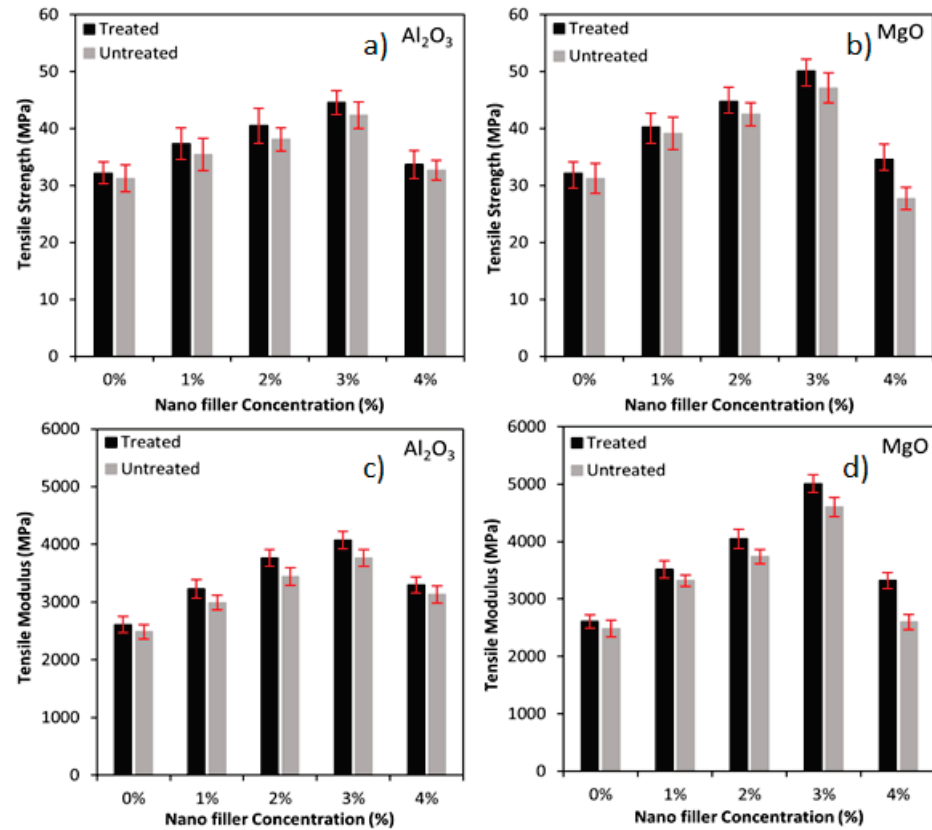 60
50
40
30
20
10
0
Tensile Strength (MPa)
Treated
Untreated
a)
Al₂O₃
0% 1% 2% 3% 4%
Nano filler Concentration (%)
60
50
40
30
20
10
0
Tensile Strength (MPa)
Treated
Untreated
b)
MgO
0% 1% 2% 3% 4%
Nano filler Concentration (%)
6000
5000
4000
3000
2000
1000
0
Tensile Modulus (MPa)
Treated
Untreated
c)
Al₂O₃
0% 1% 2% 3% 4%
Nano filler Concentration (%)
6000
5000
4000
3000
2000
1000
0
Tensile Modulus (MPa)
Treated
Untreated
d)
MgO
0% 1% 2% 3% 4%
Nano filler Concentration (%)